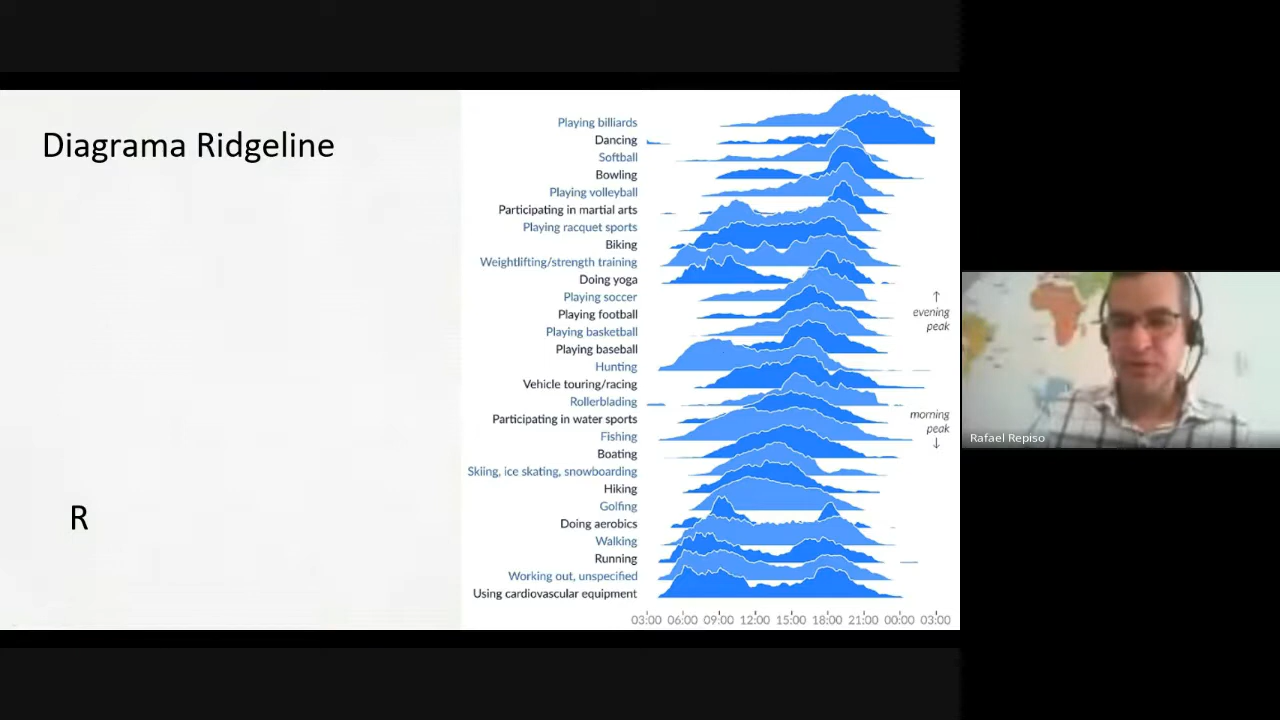 Diagrama Ridgeline
R
Playing billiards
Dancing
Softball
Bowling
Playing volleyball
Participating in martial arts
Playing racquet sports
Biking
Weightlifting/strength training
Doing yoga
Playing soccer
Playing football
Playing basketball
Playing baseball
Hunting
Vehicle touring/racing
Rollerblading
Participating in water sports
Fishing
Boating
Skiing, ice skating, snowboarding
Hiking
Golfing
Doing aerobics
Walking
Running
Working out, unspecified
Using cardiovascular equipment
03:00 06:00 09:00 12:00 15:00 18:00 21:00 00:00 03:00
↑
evening
peak
morning
peak
↓
Rafael Repiso